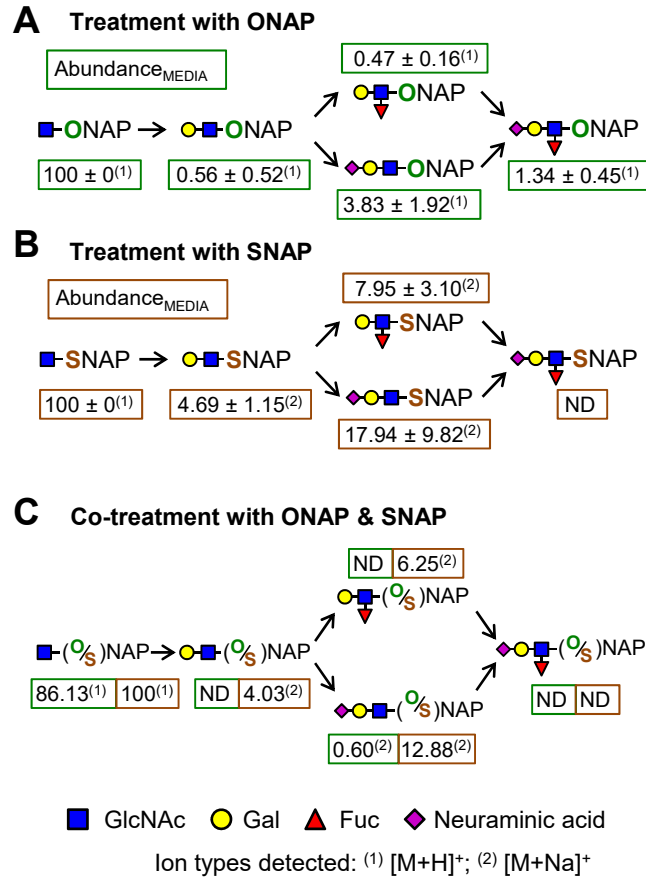 A Treatment with ONAP
Abundance_MEDIA
0.47 ± 0.16(1)
ONAP
ONAP
ONAP
ONAP
ONAP
100 ± 0(1)
0.56 ± 0.52(1)
3.83 ± 1.92(1)
1.34 ± 0.45(1)
B Treatment with SNAP
Abundance_MEDIA
7.95 ± 3.10(2)
SNAP
SNAP
SNAP
SNAP
SNAP
100 ± 0(1)
4.69 ± 1.15(2)
17.94 ± 9.82(2)
ND
C Co-treatment with ONAP & SNAP
ND 6.25(2)
(O/S)NAP
(O/S)NAP
(O/S)NAP
(O/S)NAP
86.13(1) 100(1)
ND 4.03(2)
(O/S)NAP
ND ND
0.60(2) 12.88(2)
GlcNAc Gal Fuc Neuraminic acid
Ion types detected: (1) [M+H]+; (2) [M+Na]+